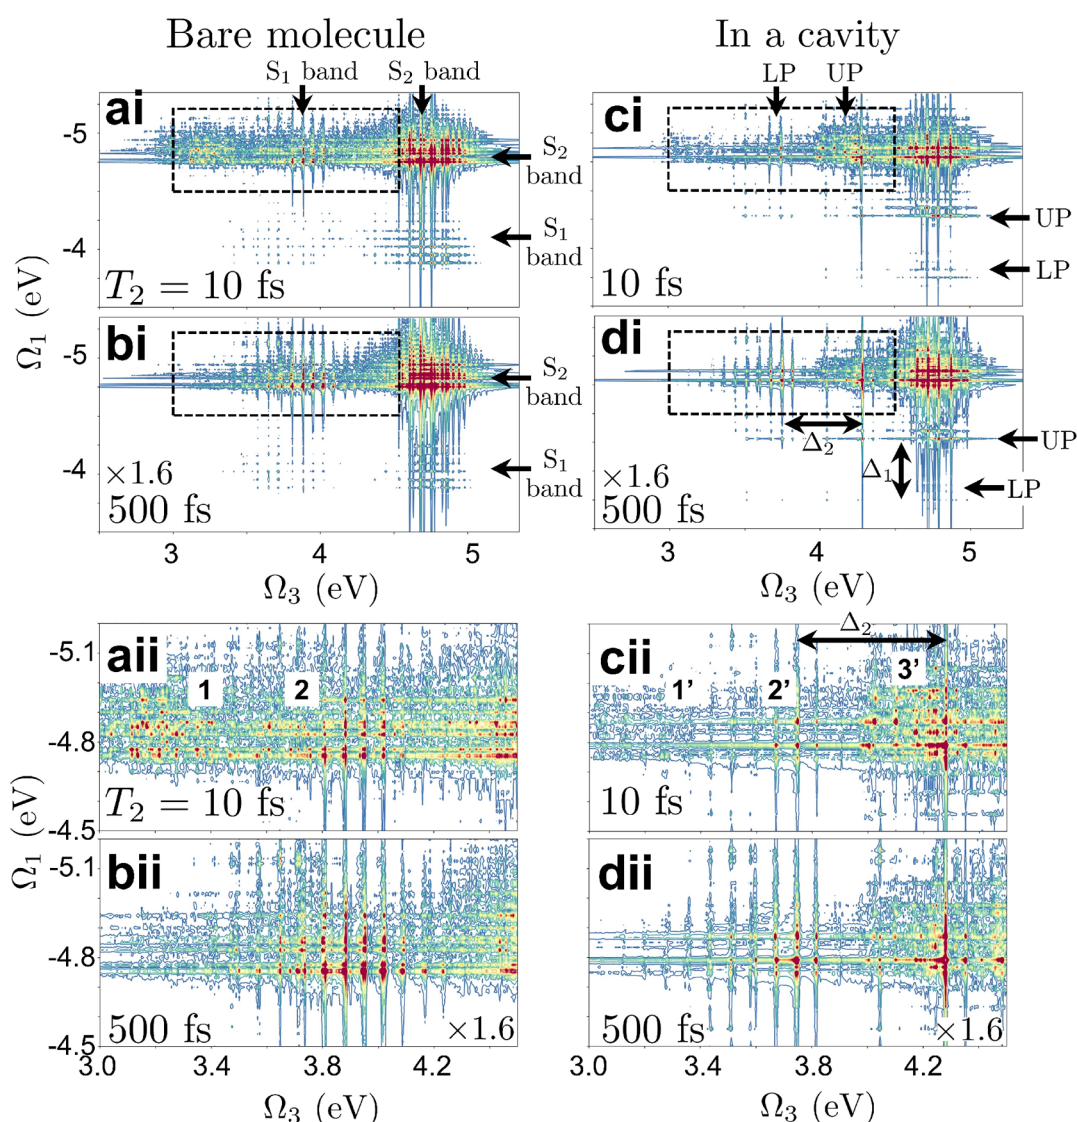 Bare molecule
In a cavity
S₁ band
S₂ band
LP
UP
ai
ci
-5
-4
S₂
band
S₁
band
UP
LP
T₂ = 10 fs
10 fs
Ω₁ (eV)
bi
di
-5
-4
S₂
band
S₁
band
Δ₂
Δ₁
UP
LP
×1.6
500 fs
×1.6
500 fs
3
4
5
3
4
5
Ω₃ (eV)
Ω₃ (eV)
aii
cii
Δ₂
-5.1
-4.8
-4.5
1
2
1’
2’
3’
T₂ = 10 fs
10 fs
Ω₁ (eV)
bii
dii
-5.1
-4.8
-4.5
500 fs
×1.6
500 fs
×1.6
3.0
3.4
3.8
4.2
3.0
3.4
3.8
4.2
Ω₃ (eV)
Ω₃ (eV)